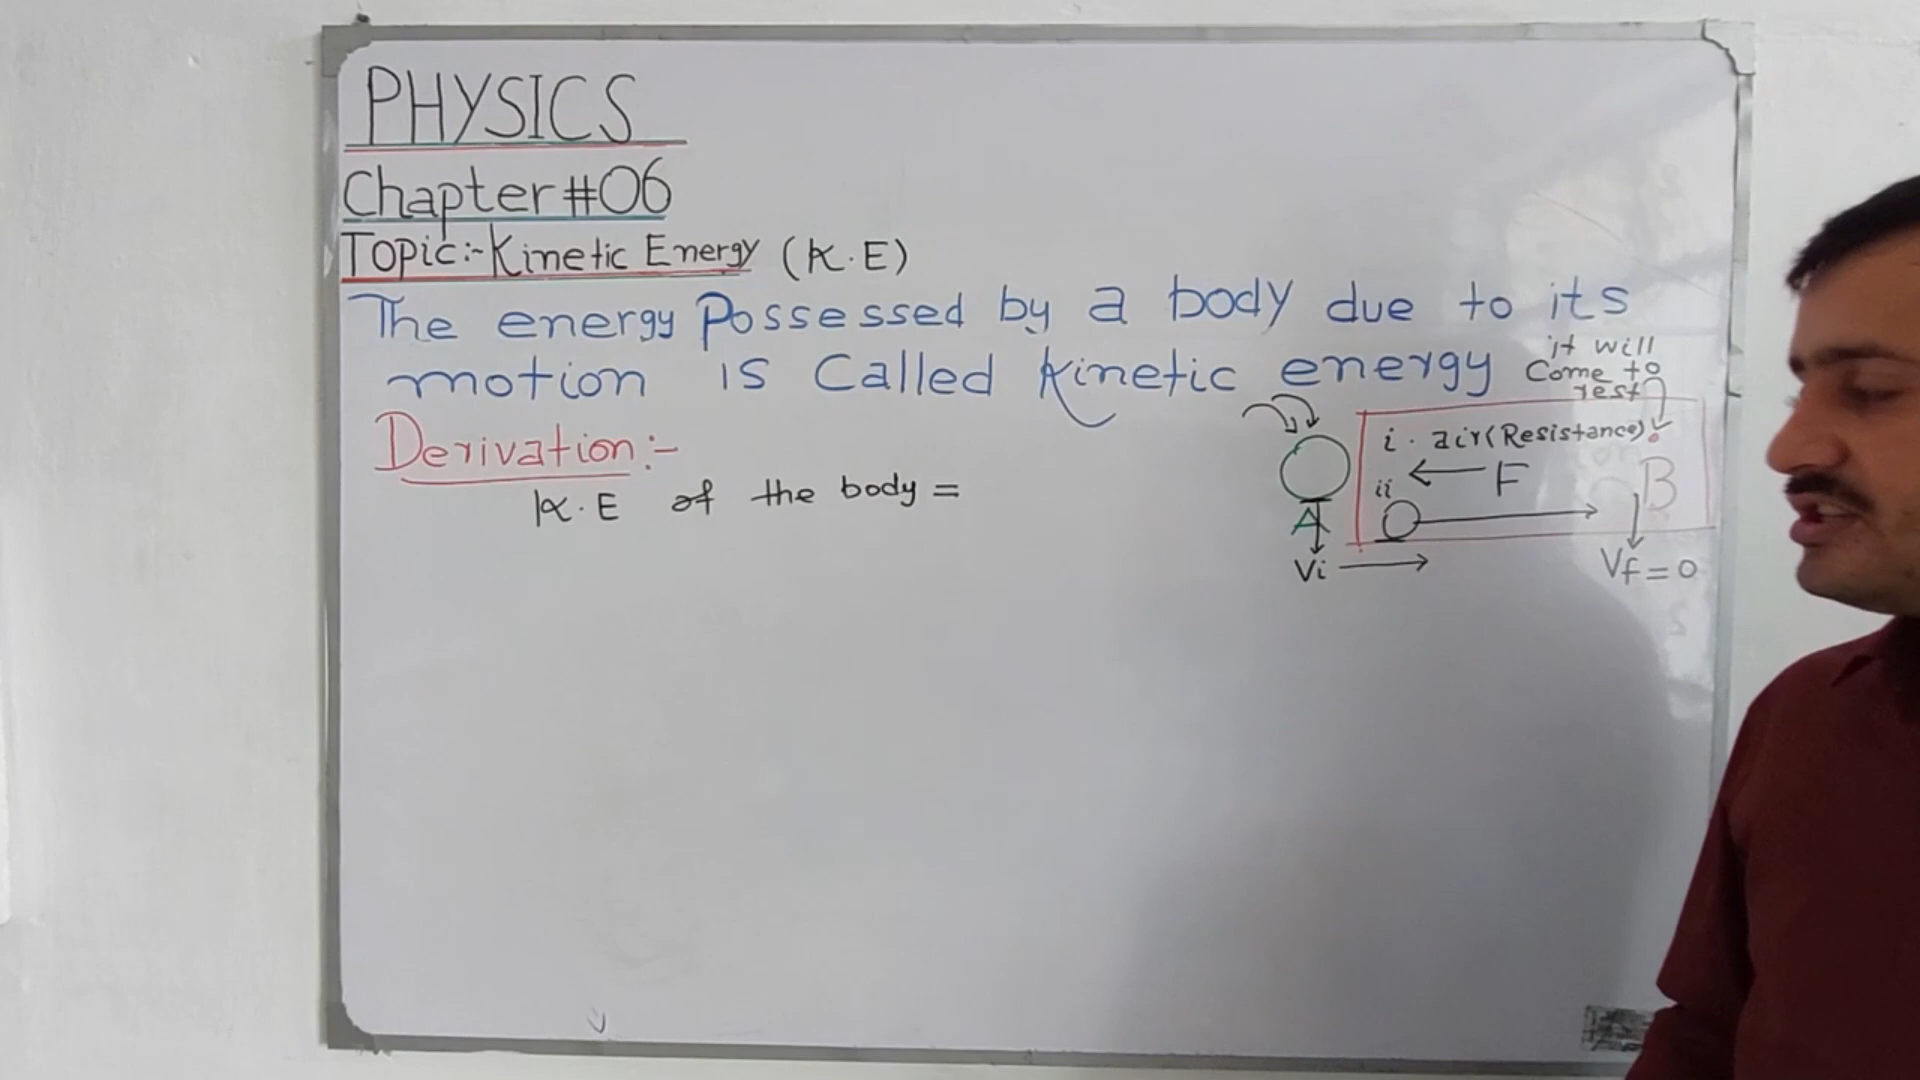 PHYSICS
Chapter #06
Topic:- Kinetic Energy (K.E)
The energy Possessed by a body due to its
motion is Called kinetic energy
it will
Come to
rest
Derivation:-
K.E of the body =
i. air (Resistance)
F
ii
B
A
Vi
Vf = 0